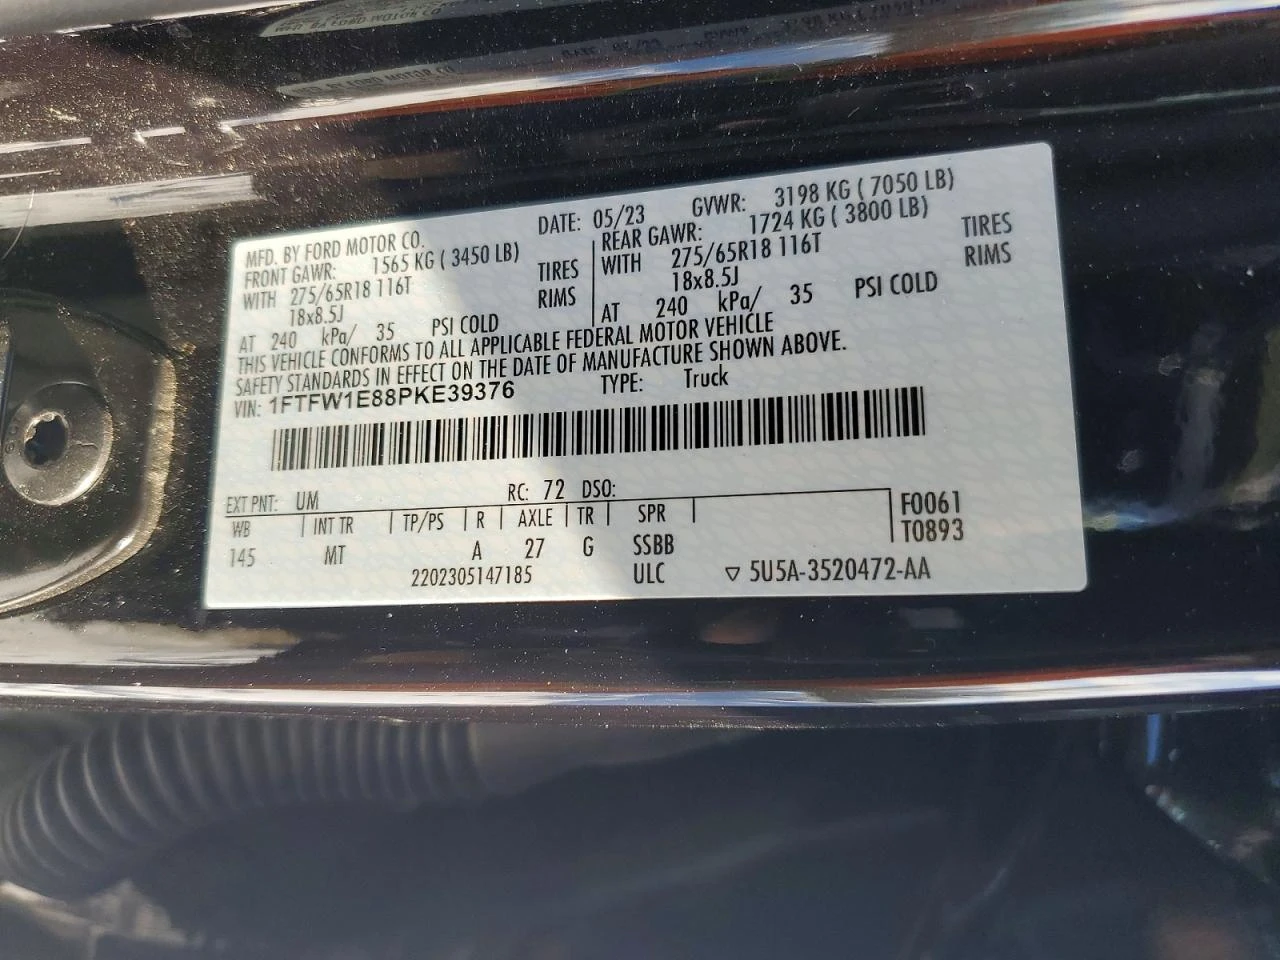 MFD. BY FORD MOTOR CO.
DATE: 05/23 GVWR: 3198 KG ( 7050 LB)
FRONT GAWR: 1565 KG ( 3450 LB)
WITH 275/65R18 116T TIRES
18x8.5J RIMS
AT 240 kPa/ 35 PSI COLD
REAR GAWR: 1724 KG ( 3800 LB)
WITH 275/65R18 116T TIRES
18x8.5J RIMS
AT 240 kPa/ 35 PSI COLD
THIS VEHICLE CONFORMS TO ALL APPLICABLE FEDERAL MOTOR VEHICLE
SAFETY STANDARDS IN EFFECT ON THE DATE OF MANUFACTURE SHOWN ABOVE.
VIN: 1FTFW1E88PKE39376 TYPE: Truck
EXT PNT: UM RC: 72 DSO:
WB INT TR TP/PS R AXLE TR SPR F0061
145 MT A 27 G SSBB T0893
2202305147185 ULC ▽ 5U5A-3520472-AA